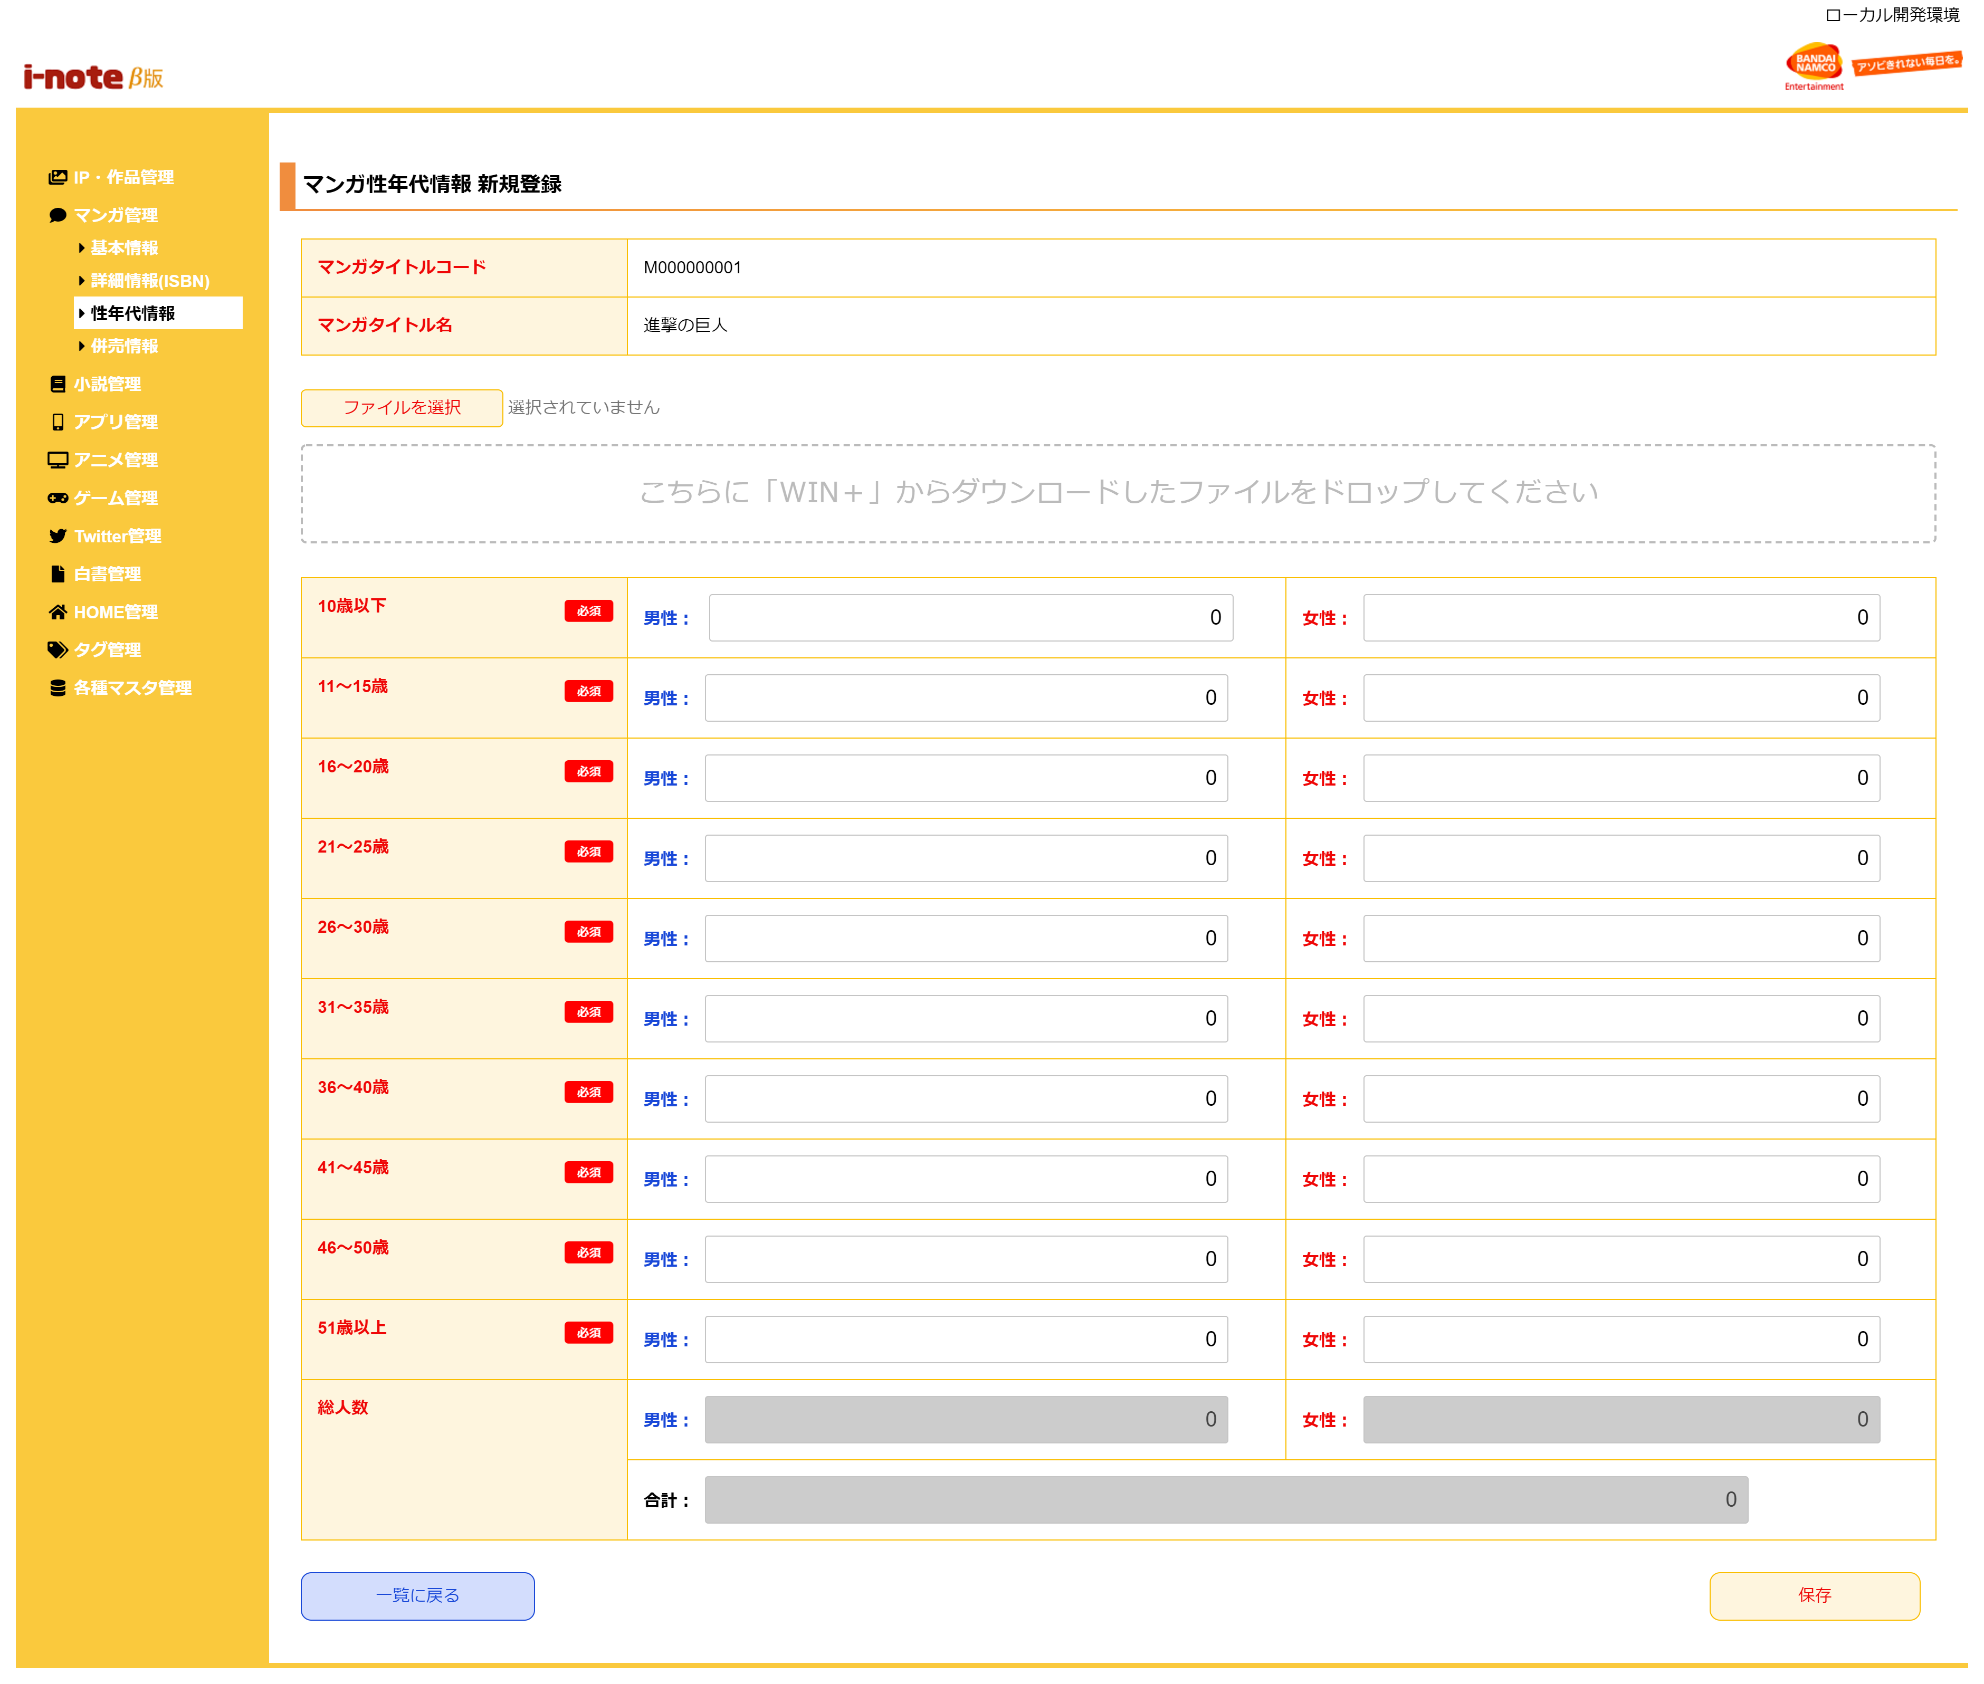 ローカル開発環境
i-note β版
BANDAI
NAMCO
Entertainment
アソビきれない毎日を。
IP・作品管理
マンガ管理
基本情報
詳細情報(ISBN)
性年代情報
併売情報
小説管理
アプリ管理
アニメ管理
ゲーム管理
Twitter管理
白書管理
HOME管理
タグ管理
各種マスタ管理
マンガ性年代情報 新規登録
マンガタイトルコード M000000001
マンガタイトル名 進撃の巨人
ファイルを選択 選択されていません
こちらに「WIN＋」からダウンロードしたファイルをドロップしてください
10歳以下 必須 男性： 0 女性： 0
11～15歳 必須 男性： 0 女性： 0
16～20歳 必須 男性： 0 女性： 0
21～25歳 必須 男性： 0 女性： 0
26～30歳 必須 男性： 0 女性： 0
31～35歳 必須 男性： 0 女性： 0
36～40歳 必須 男性： 0 女性： 0
41～45歳 必須 男性： 0 女性： 0
46～50歳 必須 男性： 0 女性： 0
51歳以上 必須 男性： 0 女性： 0
総人数 男性： 0 女性： 0
合計： 0
一覧に戻る 保存